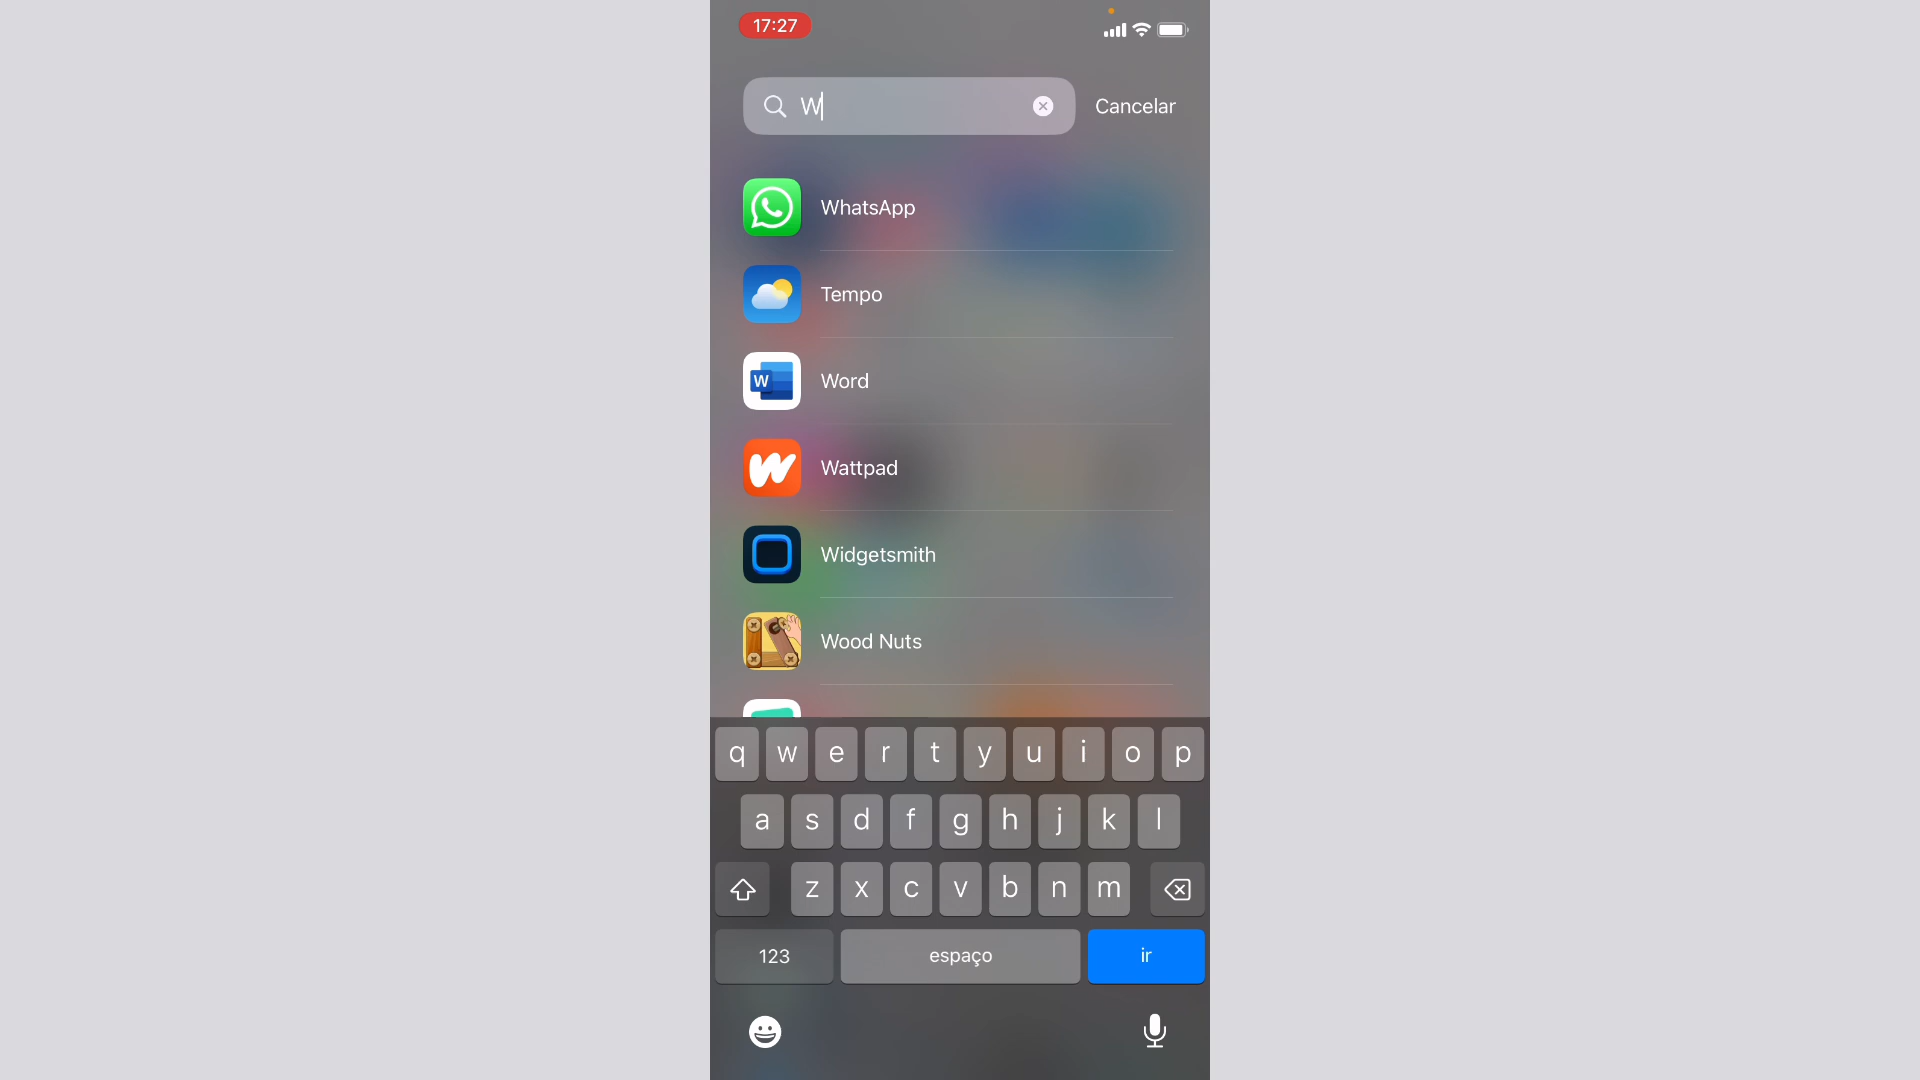 17:27
W
Cancelar
WhatsApp
Tempo
W
Word
Wattpad
Widgetsmith
Wood Nuts
q w e r t y u i o p
a s d f g h j k l
z x c v b n m
123 espaço ir